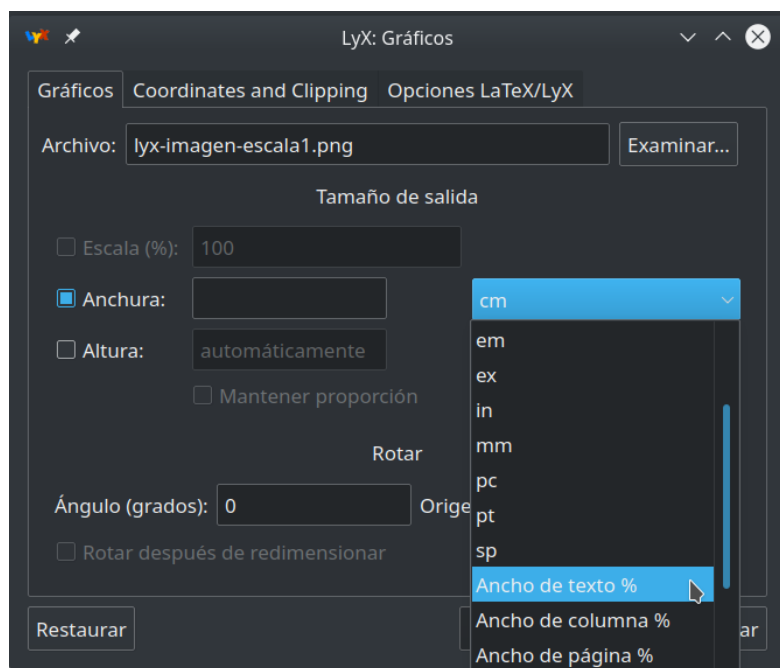 LyX: Gráficos
Gráficos Coordinates and Clipping Opciones LaTeX/LyX
Archivo: lyx-imagen-escala1.png Examinar...
Tamaño de salida
Escala (%): 100
Anchura: cm
Altura: automáticamente
Mantener proporción
Rotar
Ángulo (grados): 0 Orige
Rotar después de redimensionar
em
ex
in
mm
pc
pt
sp
Ancho de texto %
Ancho de columna %
Ancho de página %
Restaurar ar